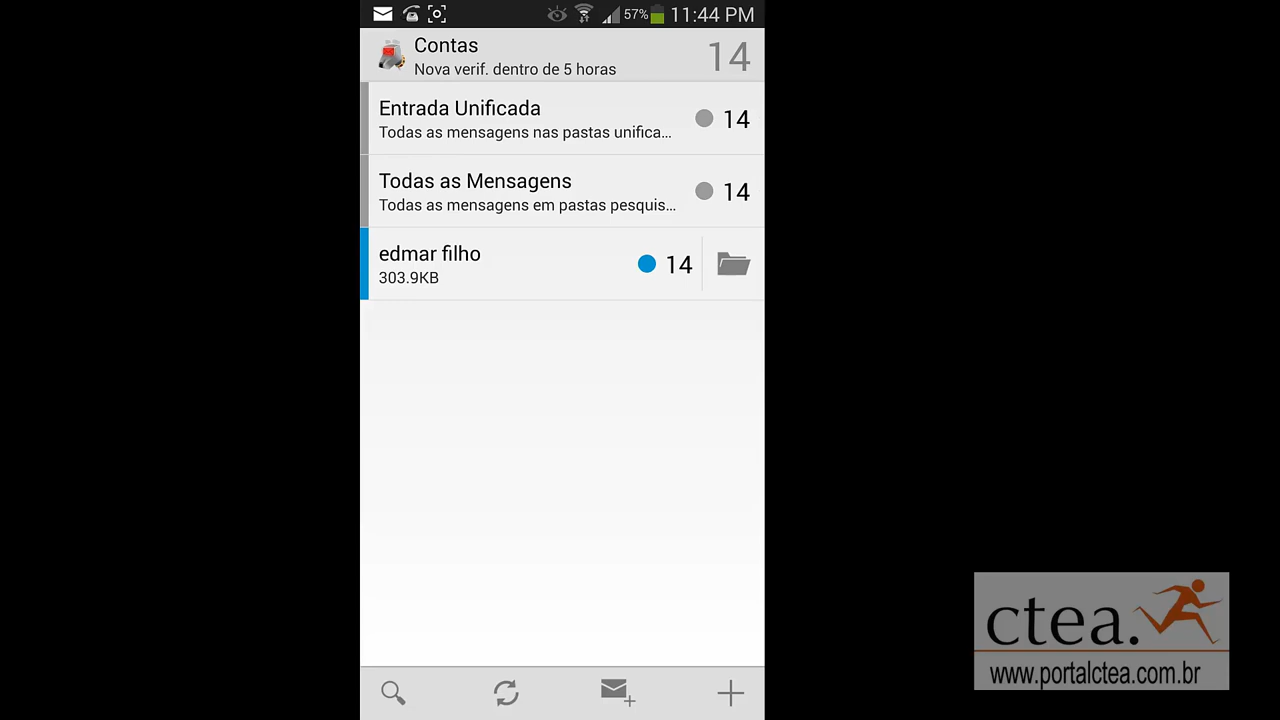 57% 11:44 PM
Contas
Nova verif. dentro de 5 horas
14
Entrada Unificada
Todas as mensagens nas pastas unifica...
14
Todas as Mensagens
Todas as mensagens em pastas pesquis...
14
edmar filho
303.9KB
14
ctea.
www.portalctea.com.br